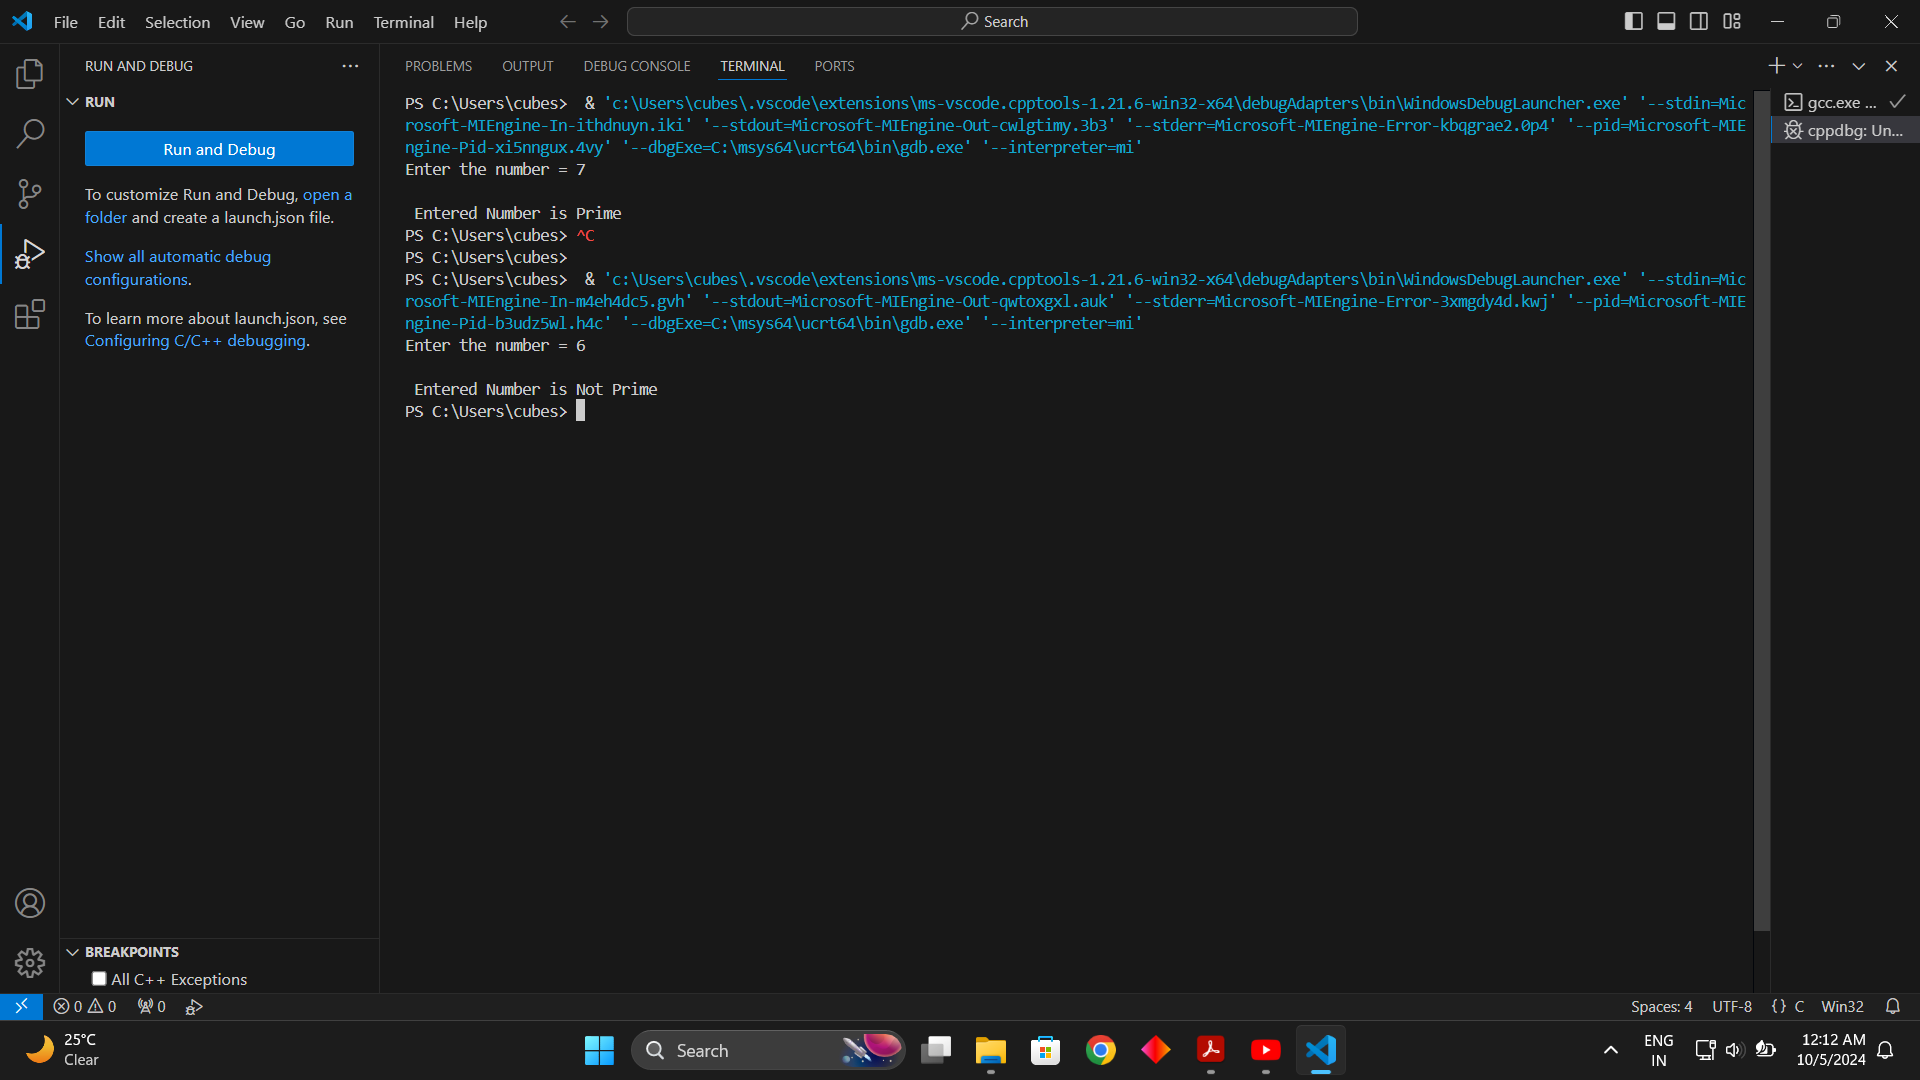 File Edit Selection View Go Run Terminal Help
Search
RUN AND DEBUG
RUN
Run and Debug
To customize Run and Debug, open a
folder and create a launch.json file.
Show all automatic debug
configurations.
To learn more about launch.json, see
Configuring C/C++ debugging.
BREAKPOINTS
All C++ Exceptions
PROBLEMS OUTPUT DEBUG CONSOLE TERMINAL PORTS
PS C:\Users\cubes>  & 'c:\Users\cubes\.vscode\extensions\ms-vscode.cpptools-1.21.6-win32-x64\debugAdapters\bin\WindowsDebugLauncher.exe' '--stdin=Mic
rosoft-MIEngine-In-ithdnuyn.iki' '--stdout=Microsoft-MIEngine-Out-cwlgtimy.3b3' '--stderr=Microsoft-MIEngine-Error-kbqgrae2.0p4' '--pid=Microsoft-MIE
ngine-Pid-xi5nngux.4vy' '--dbgExe=C:\msys64\ucrt64\bin\gdb.exe' '--interpreter=mi'
Enter the number = 7
Entered Number is Prime
PS C:\Users\cubes> ^C
PS C:\Users\cubes>
PS C:\Users\cubes>  & 'c:\Users\cubes\.vscode\extensions\ms-vscode.cpptools-1.21.6-win32-x64\debugAdapters\bin\WindowsDebugLauncher.exe' '--stdin=Mic
rosoft-MIEngine-In-m4eh4dc5.gvh' '--stdout=Microsoft-MIEngine-Out-qwtoxgxl.auk' '--stderr=Microsoft-MIEngine-Error-3xmgdy4d.kwj' '--pid=Microsoft-MIE
ngine-Pid-b3udz5wl.h4c' '--dbgExe=C:\msys64\ucrt64\bin\gdb.exe' '--interpreter=mi'
Enter the number = 6
Entered Number is Not Prime
PS C:\Users\cubes>
gcc.exe ...
cppdbg: Un...
0 0 0
Spaces: 4 UTF-8 {} C Win32
25°C
Clear
Search
ENG
IN
12:12 AM
10/5/2024